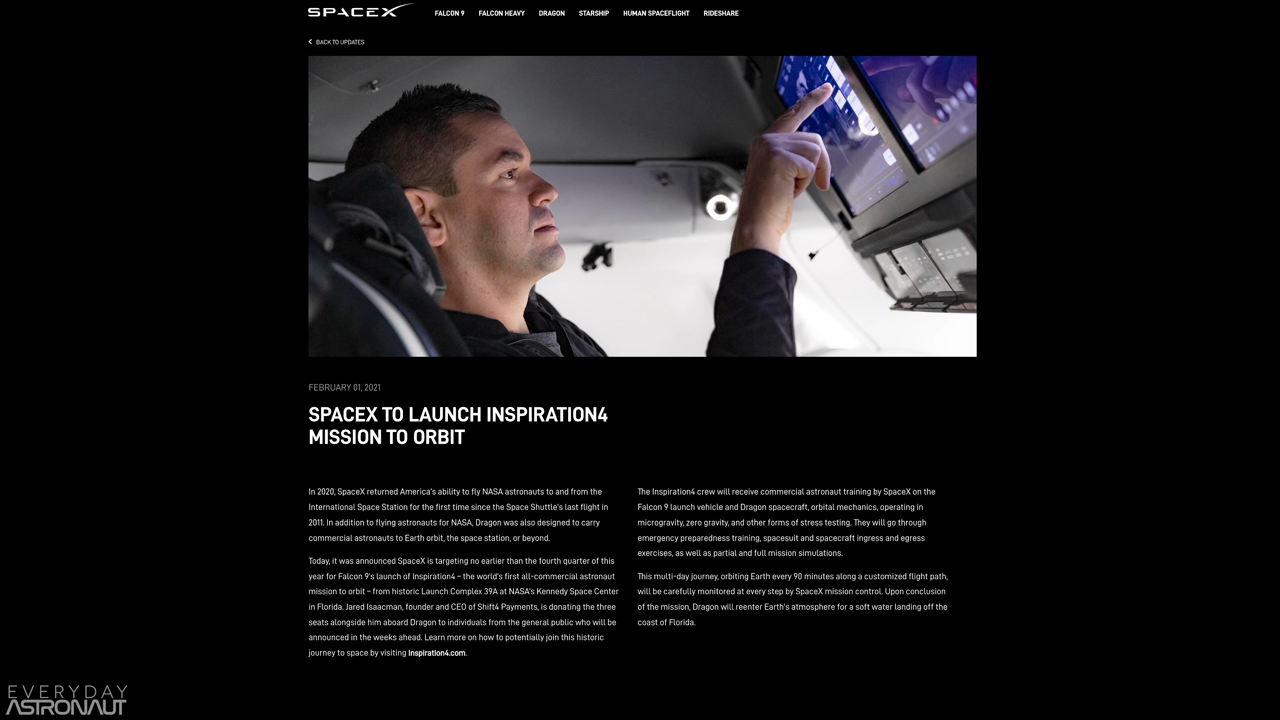 SPACEX
FALCON 9 FALCON HEAVY DRAGON STARSHIP HUMAN SPACEFLIGHT RIDESHARE
BACK TO UPDATES
FEBRUARY 01, 2021
SPACEX TO LAUNCH INSPIRATION4
MISSION TO ORBIT
In 2020, SpaceX returned America's ability to fly NASA astronauts to and from the
International Space Station for the first time since the Space Shuttle's last flight in
2011. In addition to flying astronauts for NASA, Dragon was also designed to carry
commercial astronauts to Earth orbit, the space station, or beyond.
Today, it was announced SpaceX is targeting no earlier than the fourth quarter of this
year for Falcon 9's launch of Inspiration4 – the world's first all-commercial astronaut
mission to orbit – from historic Launch Complex 39A at NASA's Kennedy Space Center
in Florida. Jared Isaacman, founder and CEO of Shift4 Payments, is donating the three
seats alongside him aboard Dragon to individuals from the general public who will be
announced in the weeks ahead. Learn more on how to potentially join this historic
journey to space by visiting Inspiration4.com.
The Inspiration4 crew will receive commercial astronaut training by SpaceX on the
Falcon 9 launch vehicle and Dragon spacecraft, orbital mechanics, operating in
microgravity, zero gravity, and other forms of stress testing. They will go through
emergency preparedness training, spacesuit and spacecraft ingress and egress
exercises, as well as partial and full mission simulations.
This multi-day journey, orbiting Earth every 90 minutes along a customized flight path,
will be carefully monitored at every step by SpaceX mission control. Upon conclusion
of the mission, Dragon will reenter Earth's atmosphere for a soft water landing off the
coast of Florida.
EVERYDAY
ASTRONAUT